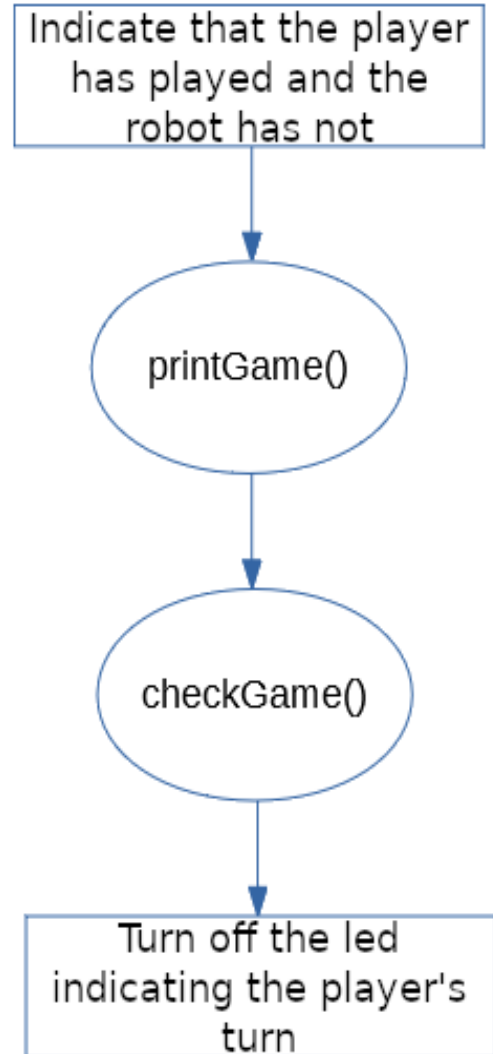 Indicate that the player
has played and the
robot has not
printGame()
checkGame()
Turn off the led
indicating the player's
turn